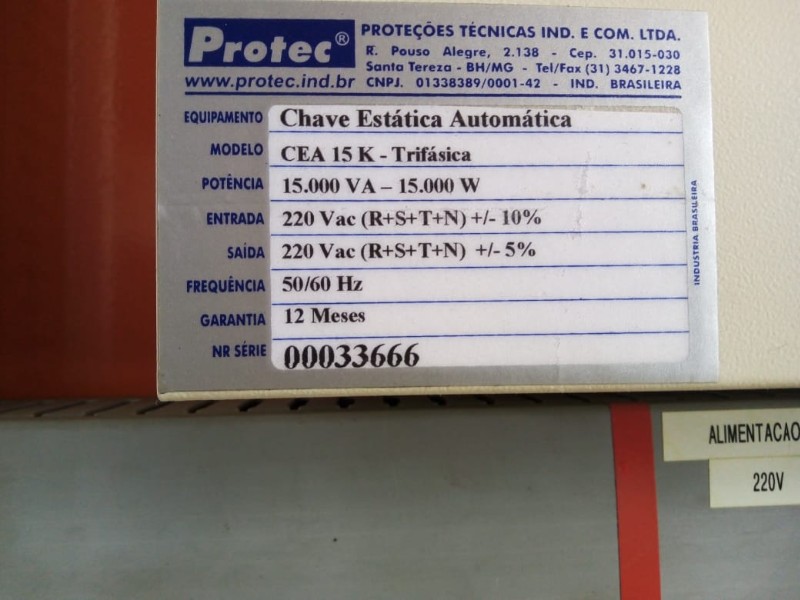 Protec® PROTEÇÕES TÉCNICAS IND. E COM. LTDA.
R. Pouso Alegre, 2.138 - Cep. 31.015-030
Santa Tereza - BH/MG - Tel/Fax (31) 3467-1228
www.protec.ind.br CNPJ. 01338389/0001-42 - IND. BRASILEIRA
EQUIPAMENTO Chave Estática Automática
MODELO CEA 15 K - Trifásica
POTÊNCIA 15.000 VA – 15.000 W
ENTRADA 220 Vac (R+S+T+N) +/- 10%
SAÍDA 220 Vac (R+S+T+N) +/- 5%
FREQUÊNCIA 50/60 Hz
GARANTIA 12 Meses
NR SÉRIE 00033666
INDUSTRIA BRASILEIRA
ALIMENTACAO
220V